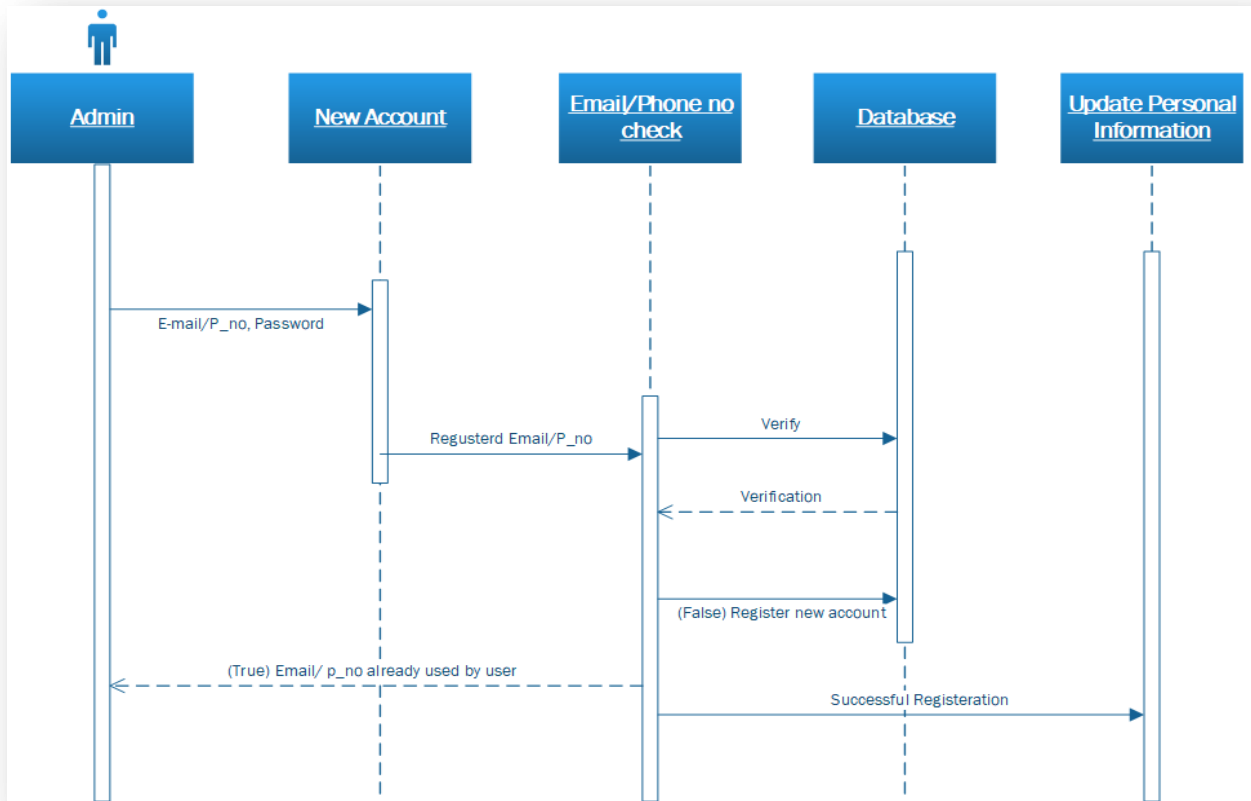 Admin
New Account
Email/Phone no
check
Database
Update Personal
Information
E-mail/P_no, Password
Verify
Regusterd Email/P_no
Verification
(False) Register new account
(True) Email/ p_no already used by user
Successful Registeration